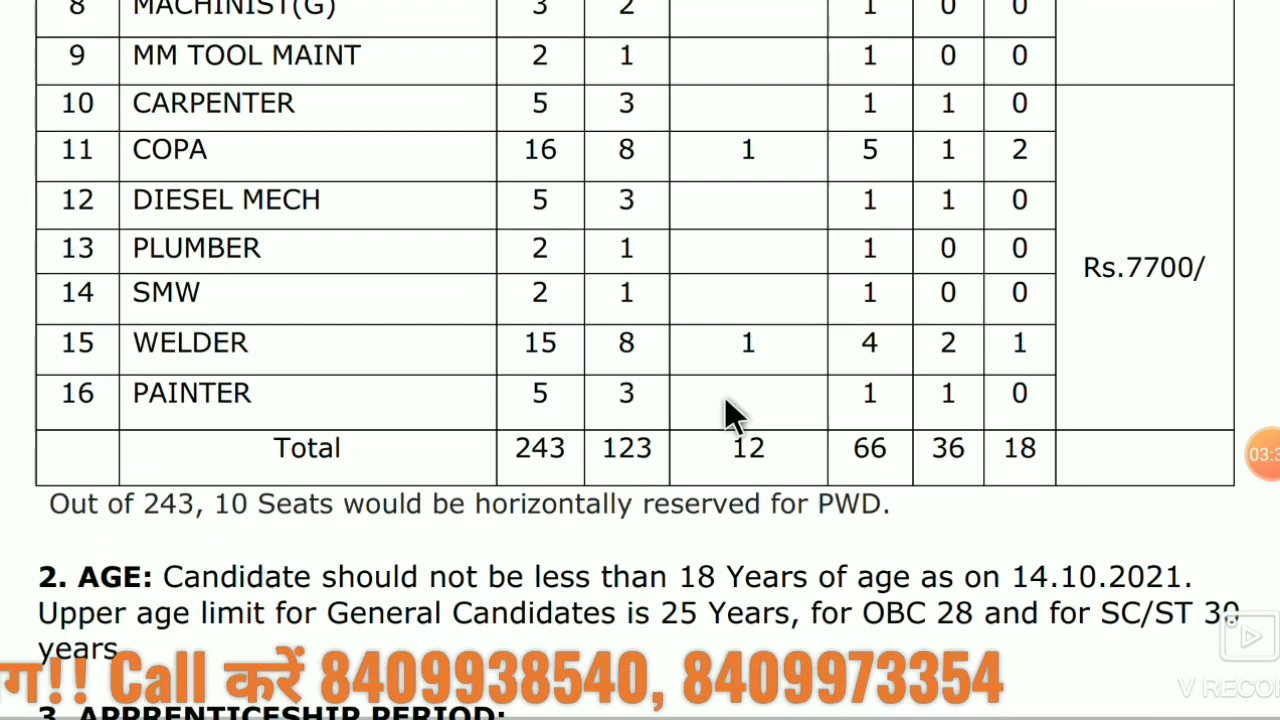 8 MACHINIST(G) 3 2 1 0 0
9 MM TOOL MAINT 2 1 1 0 0
10 CARPENTER 5 3 1 1 0
11 COPA 16 8 1 5 1 2
12 DIESEL MECH 5 3 1 1 0
13 PLUMBER 2 1 1 0 0
Rs.7700/
14 SMW 2 1 1 0 0
15 WELDER 15 8 1 4 2 1
16 PAINTER 5 3 1 1 0
Total 243 123 12 66 36 18
03:3
Out of 243, 10 Seats would be horizontally reserved for PWD.
2. AGE: Candidate should not be less than 18 Years of age as on 14.10.2021.
Upper age limit for General Candidates is 25 Years, for OBC 28 and for SC/ST 30
years
ग!! Call करें 8409938540, 8409973354
V RECOR
3. APPRENTICESHIP PERIOD: